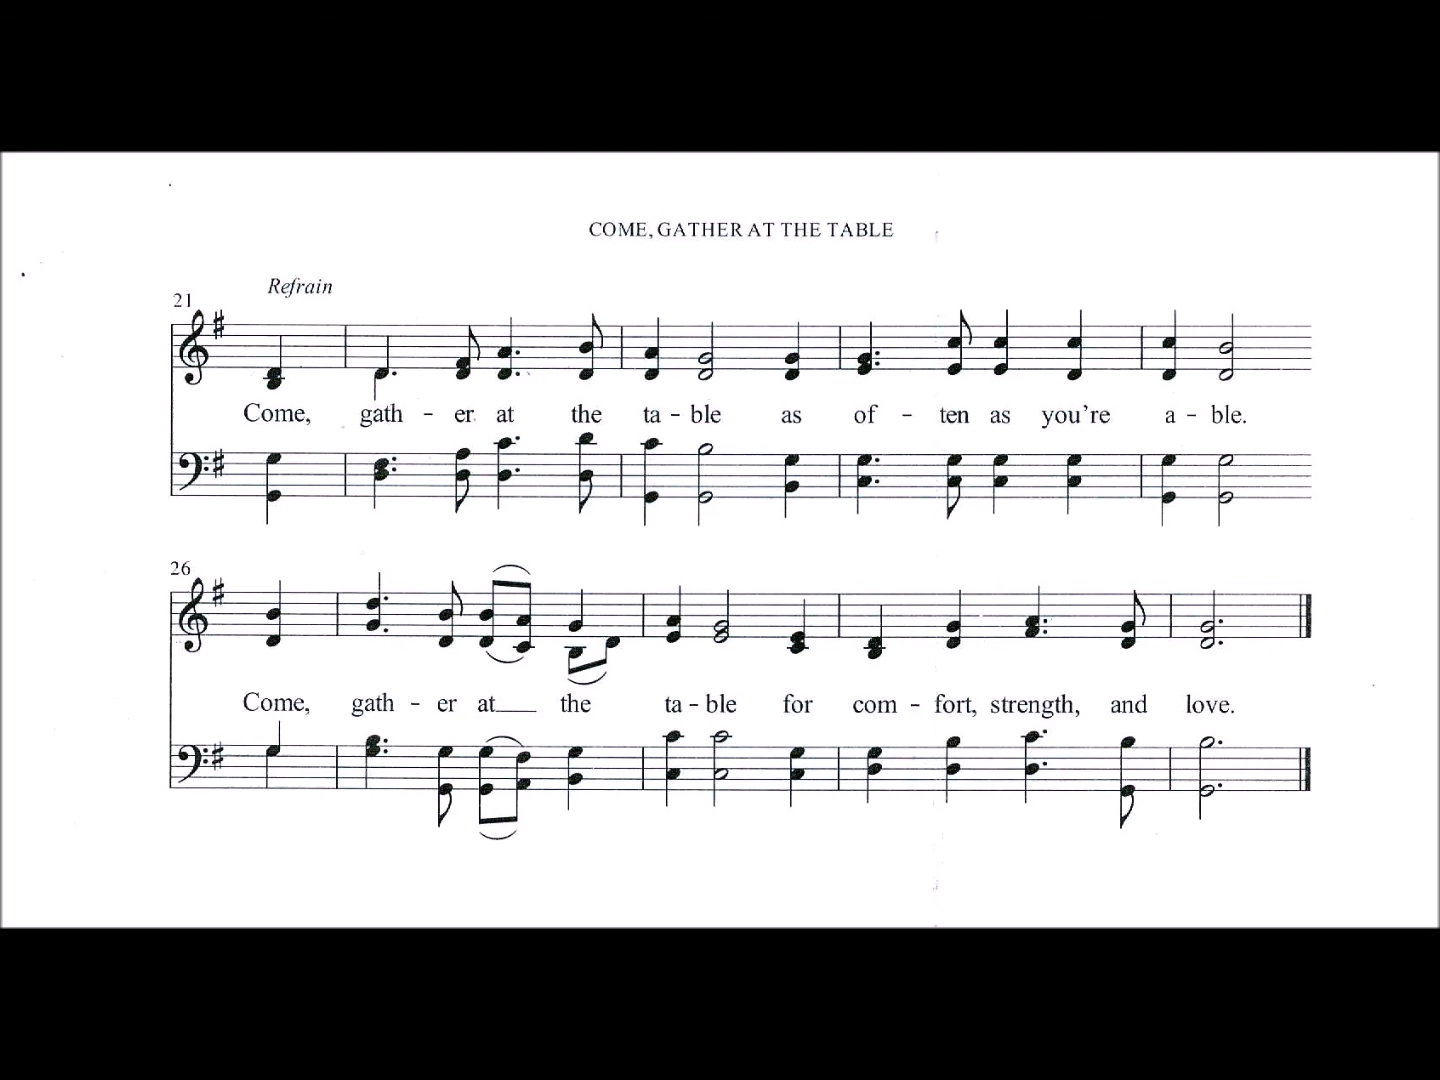 COME, GATHER AT THE TABLE
Refrain
21
Come, gath - er at the ta - ble as of - ten as you're a - ble.
26
Come, gath - er at the ta - ble for com - fort, strength, and love.